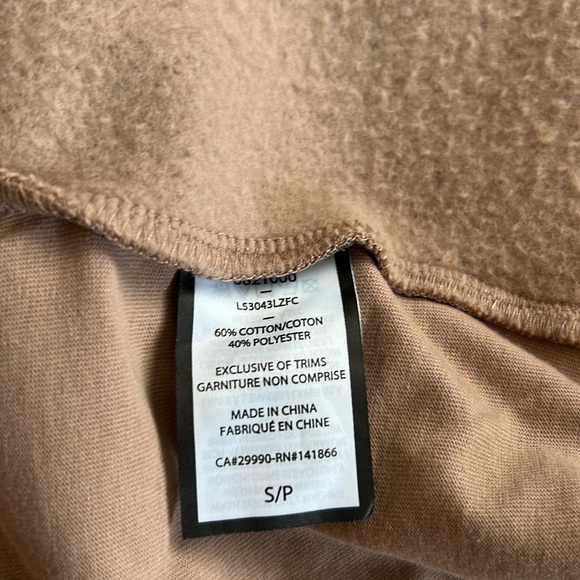 LS3043LZFC
—
60% COTTON/COTON
40% POLYESTER
EXCLUSIVE OF TRIMS
GARNITURE NON COMPRISE
MADE IN CHINA
FABRIQUÉ EN CHINE
CA#29990-RN#141866
S/P